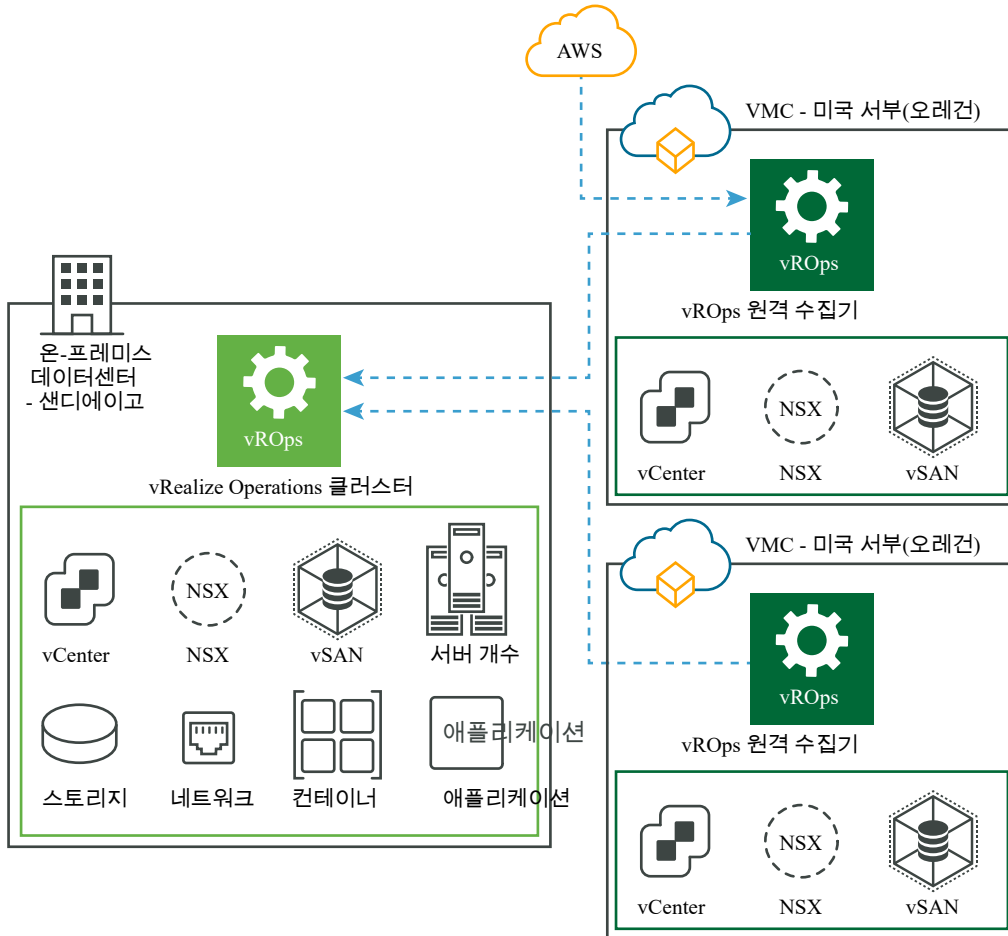 AWS
VMC - 미국 서부(오레건)
vROps
vROps 원격 수집기
vCenter
NSX
NSX
vSAN
온-프레미스
데이터센터
- 샌디에이고
vROps
vRealize Operations 클러스터
vCenter
NSX
NSX
vSAN
서버 개수
스토리지
네트워크
컨테이너
애플리케이션
애플리케이션
VMC - 미국 서부(오레건)
vROps
vROps 원격 수집기
vCenter
NSX
NSX
vSAN